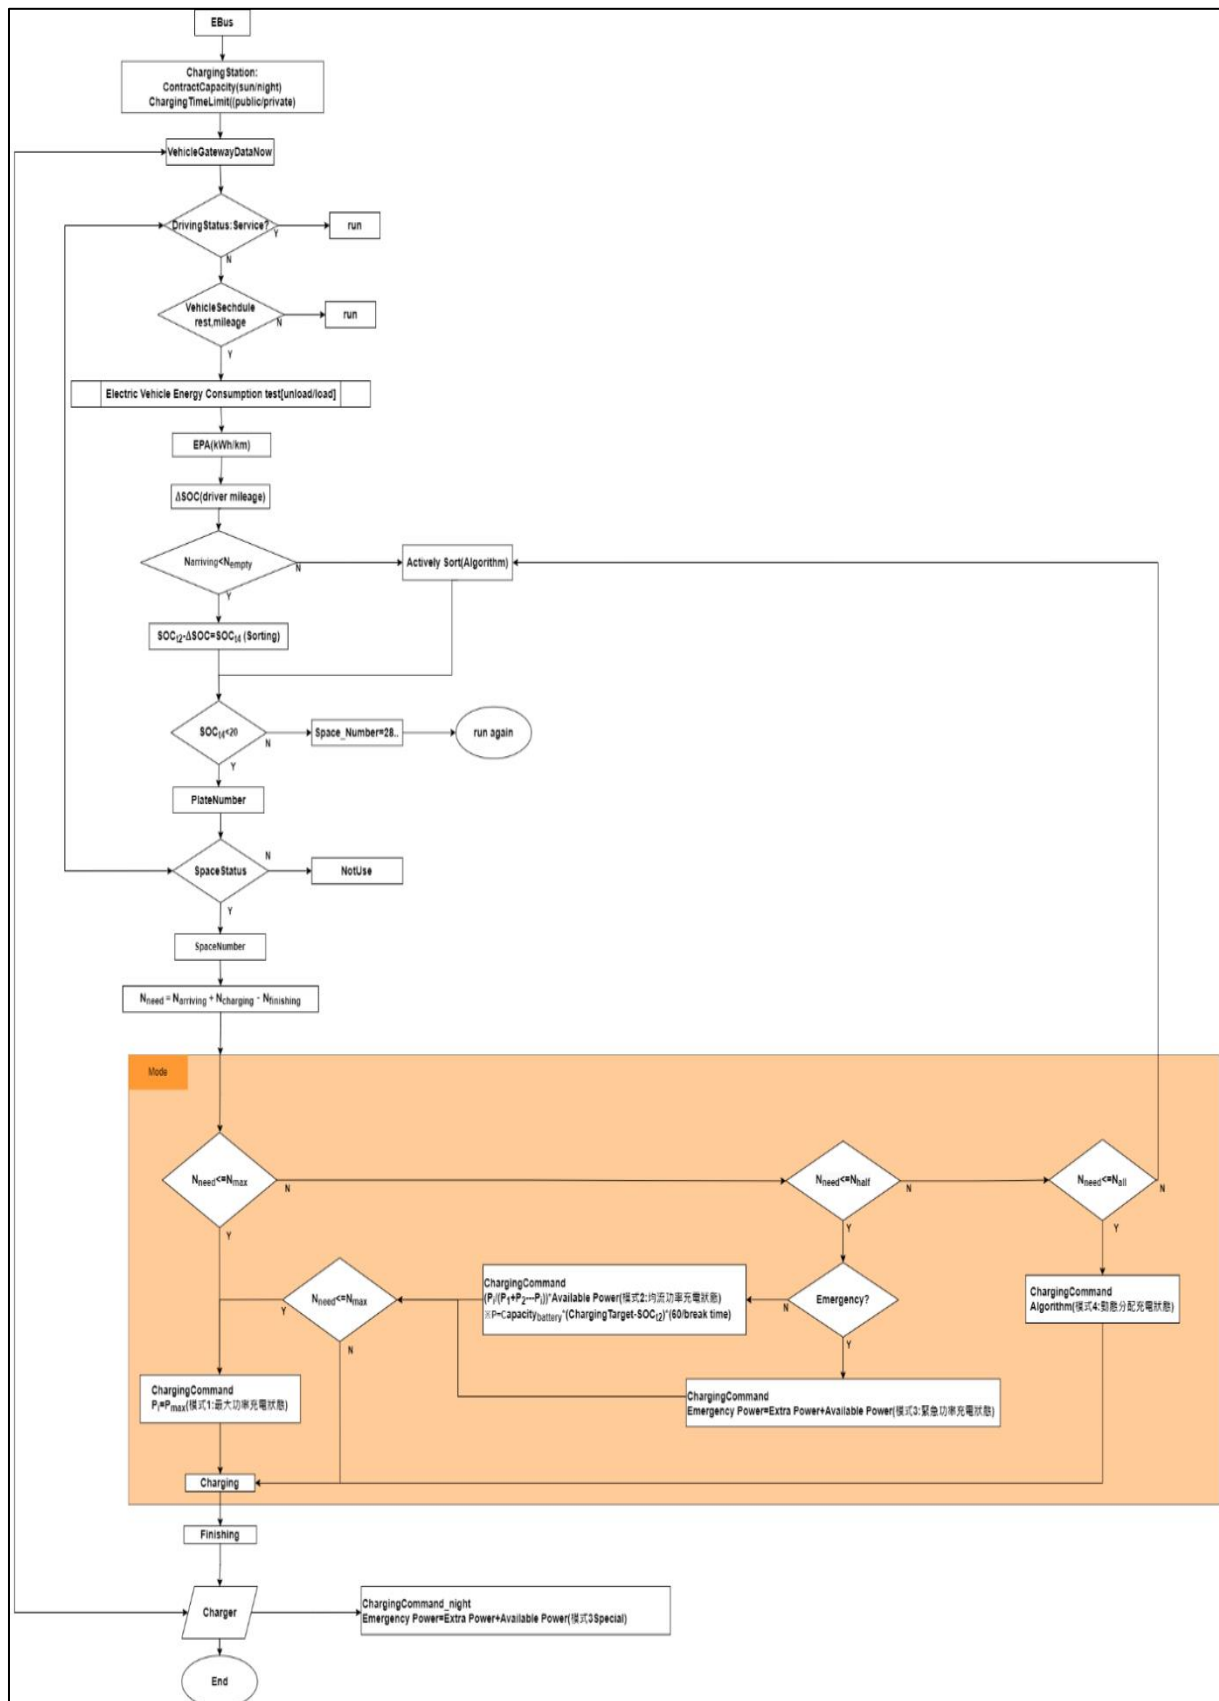 EBus
ChargingStation:
ContractCapacity(sun/night)
ChargingTimeLimit((public/private)
VehicleGatewayDataNow
DrivingStatus:Service?
Y
run
N
VehicleSechdule
rest,mileage
N
run
Y
Electric Vehicle Energy Consumption test[unload/load]
EPA(kWh/km)
ΔSOC(driver mileage)
Narriving<Nempty
N
Actively Sort(Algorithm)
Y
SOCt2-ΔSOC=SOCt4 (Sorting)
SOCt4<20
N
Space_Number=28..
run again
Y
PlateNumber
SpaceStatus
N
NotUse
Y
SpaceNumber
Nneed = Narriving + Ncharging - Nfinishing
Mode
Nneed<=Nmax
N
Nneed<=Nhalf
N
Nneed<=Nall
N
Y
Y
Y
Nneed<=Nmax
Y
N
ChargingCommand
(Pi/(P1+P2---Pi))*Available Power(模式2:均流功率充電狀態)
※P=Capacitybattery*(ChargingTarget-SOCt2)*(60/break time)
N
Emergency?
Y
ChargingCommand
Algorithm(模式4:動態分配充電狀態)
ChargingCommand
Pi=Pmax(模式1:最大功率充電狀態)
ChargingCommand
Emergency Power=Extra Power+Available Power(模式3:緊急功率充電狀態)
Charging
Finishing
Charger
ChargingCommand_night
Emergency Power=Extra Power+Available Power(模式3Special)
End